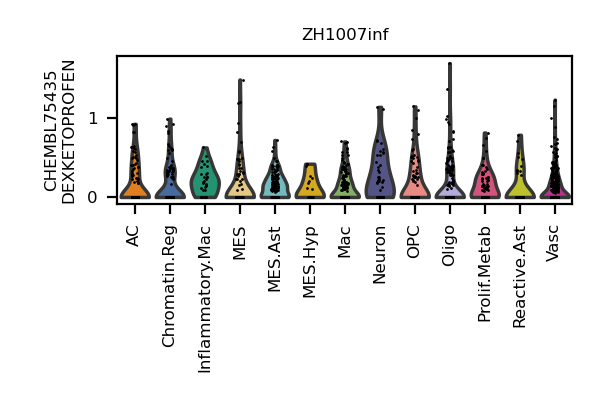 ZH1007inf
CHEMBL75435
DEXKETOPROFEN
1
0
AC
Chromatin.Reg
Inflammatory.Mac
MES
MES.Ast
MES.Hyp
Mac
Neuron
OPC
Oligo
Prolif.Metab
Reactive.Ast
Vasc